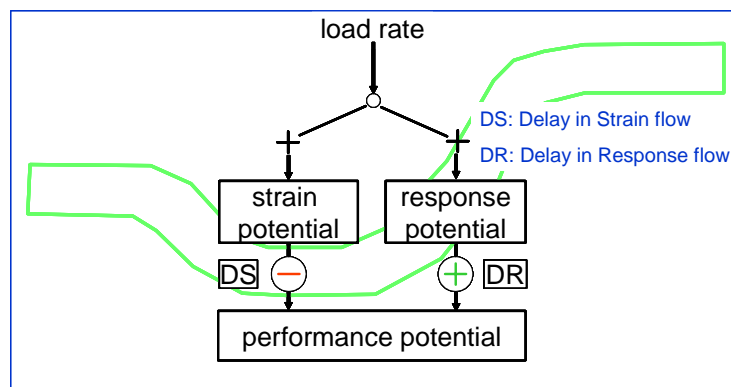 load rate
DS: Delay in Strain flow
DR: Delay in Response flow
strain
potential
response
potential
DS
DR
performance potential